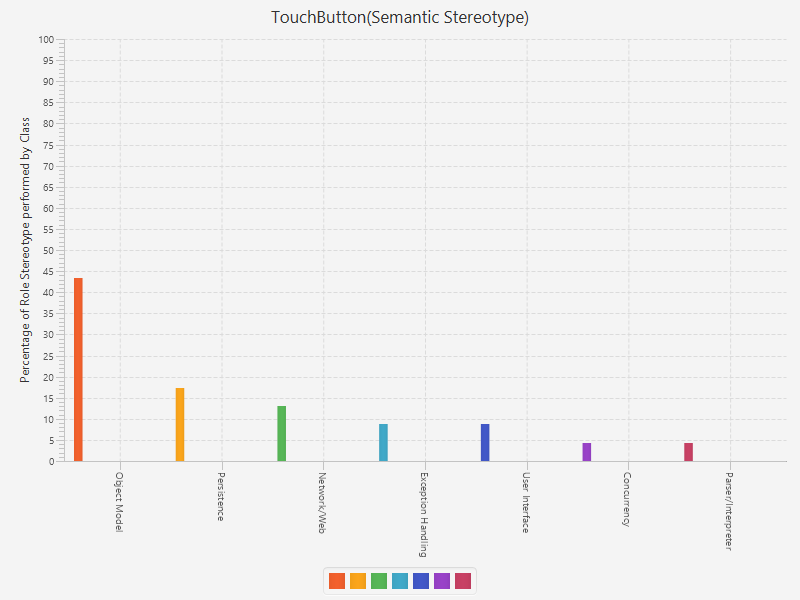 TouchButton(Semantic Stereotype)
Percentage of Role Stereotype performed by Class
100
95
90
85
80
75
70
65
60
55
50
45
40
35
30
25
20
15
10
5
0
Object Model
Persistence
Network/Web
Exception Handling
User Interface
Concurrency
Parser/Interpreter